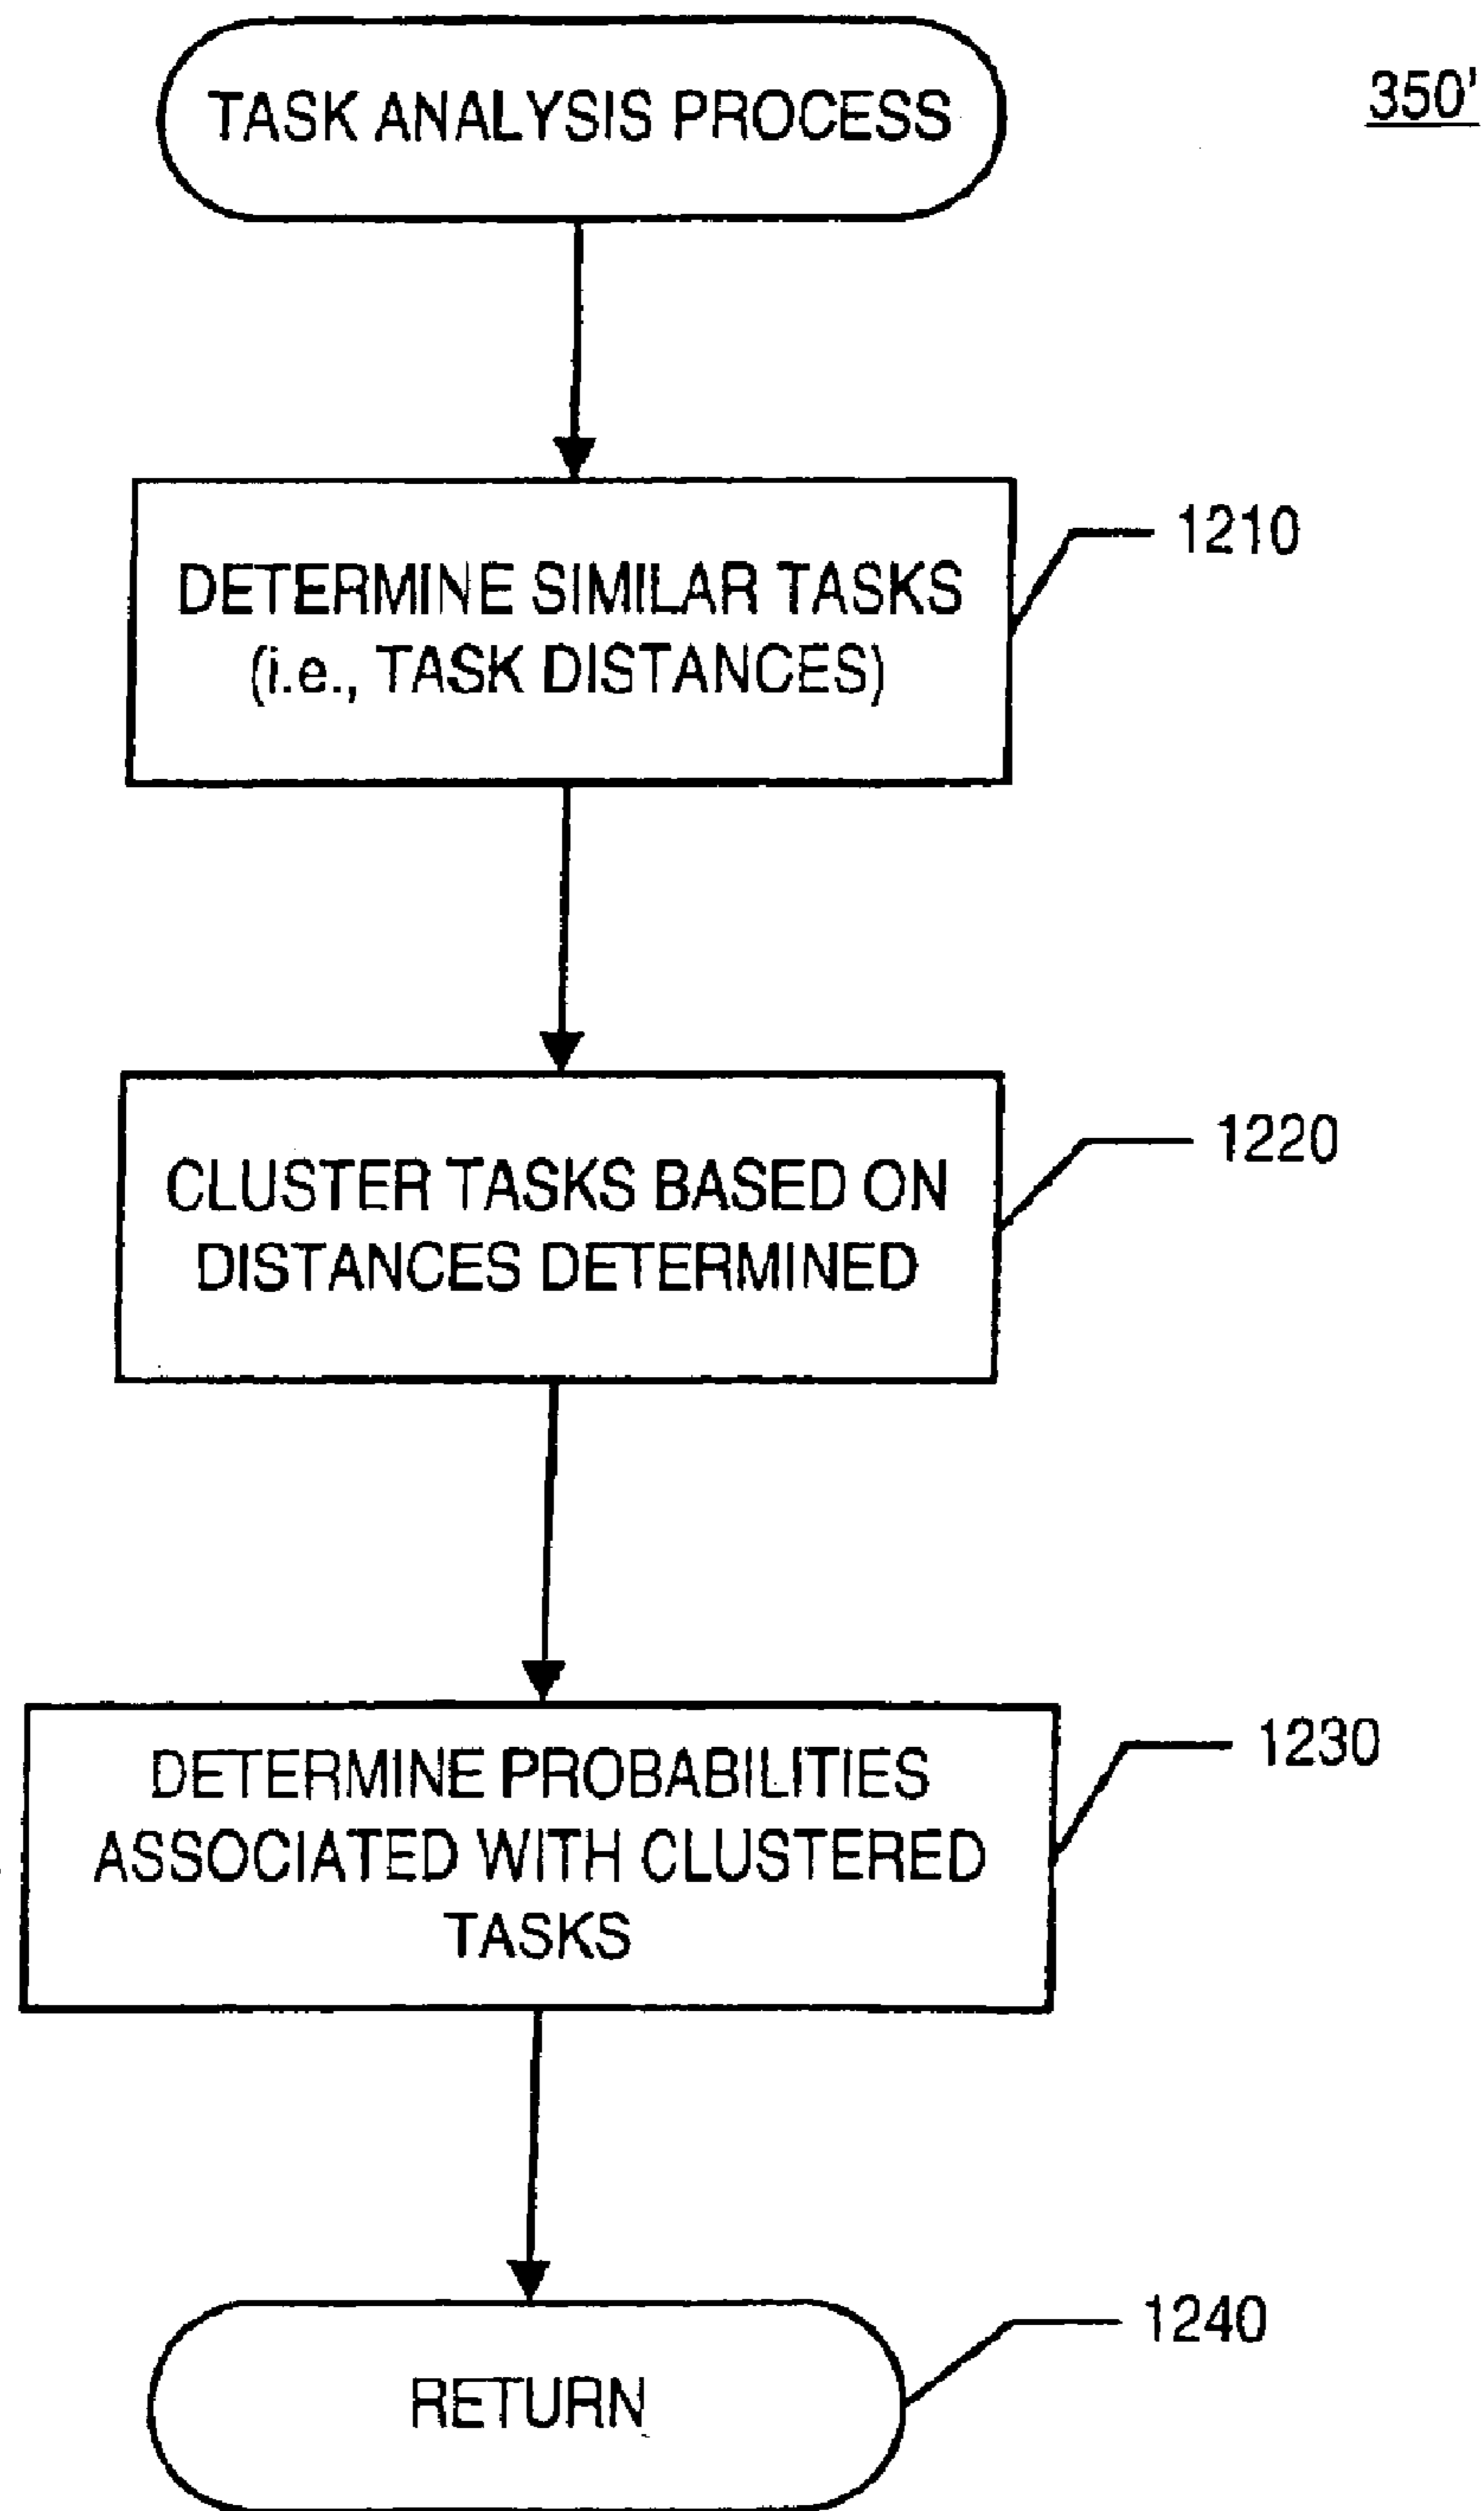 TASK ANALYSIS PROCESS
350'
DETERMINE SIMILAR TASKS
(i.e., TASK DISTANCES)
1210
CLUSTER TASKS BASED ON
DISTANCES DETERMINED
1220
DETERMINE PROBABILITIES
ASSOCIATED WITH CLUSTERED
TASKS
1230
RETURN
1240